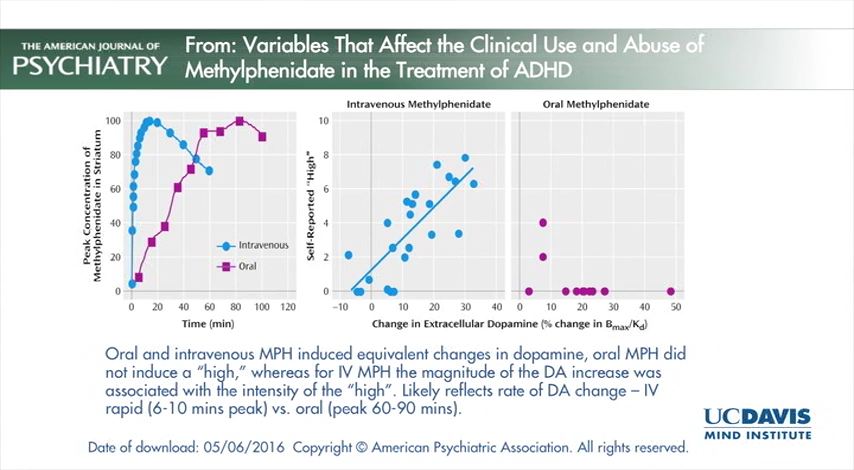 THE AMERICAN JOURNAL OF
PSYCHIATRY
From: Variables That Affect the Clinical Use and Abuse of
Methylphenidate in the Treatment of ADHD
Peak Concentration of
Methylphenidate in Striatum
100
80
60
40
20
0
0 20 40 60 80 100 120
Time (min)
Intravenous
Oral
Intravenous Methylphenidate
Oral Methylphenidate
Self-Reported "High"
10
8
6
4
2
0
−10 0 10 20 30 40
0 10 20 30 40 50
Change in Extracellular Dopamine (% change in Bmax/Kd)
Oral and intravenous MPH induced equivalent changes in dopamine, oral MPH did
not induce a "high," whereas for IV MPH the magnitude of the DA increase was
associated with the intensity of the "high". Likely reflects rate of DA change – IV
rapid (6-10 mins peak) vs. oral (peak 60-90 mins).
UCDAVIS
MIND INSTITUTE
Date of download: 05/06/2016 Copyright © American Psychiatric Association. All rights reserved.